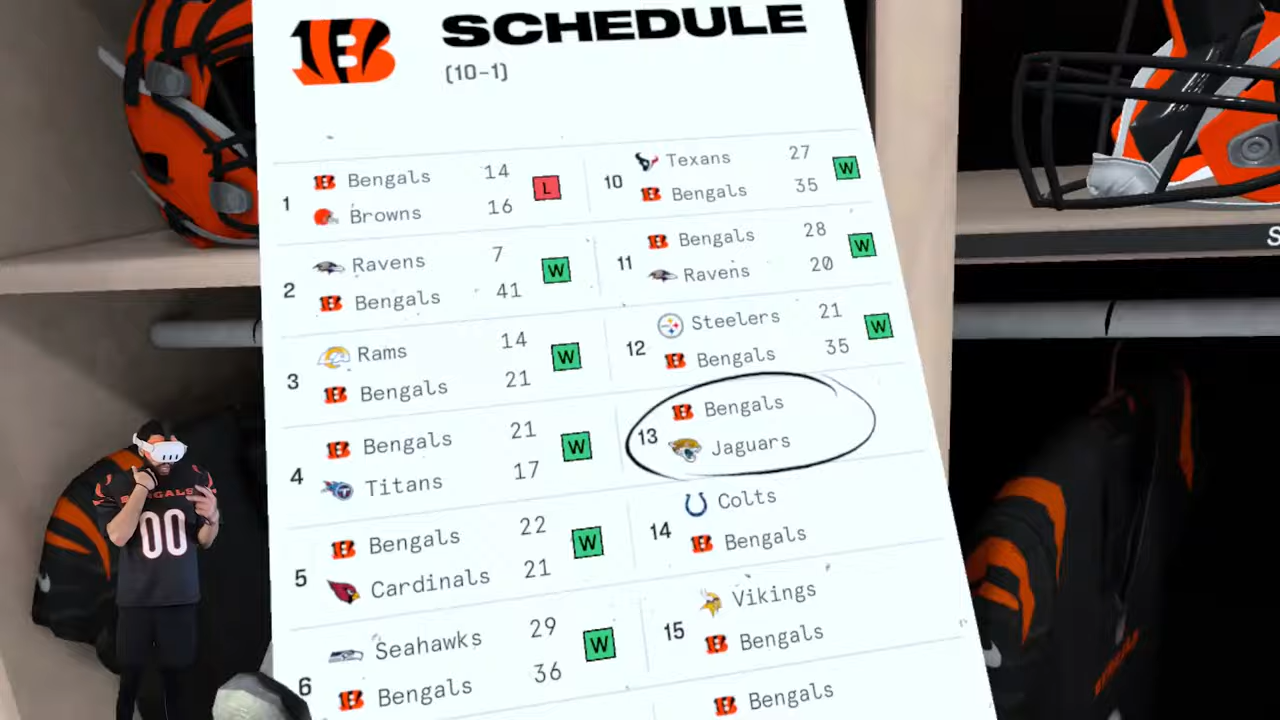 SCHEDULE
(10-1)
1
Bengals 14
Browns 16
L
2
Ravens 7
Bengals 41
W
3
Rams 14
Bengals 21
W
4
Bengals 21
Titans 17
W
5
Bengals 22
Cardinals 21
W
6
Seahawks 29
Bengals 36
W
10
Texans 27
Bengals 35
W
11
Bengals 28
Ravens 20
W
12
Steelers 21
Bengals 35
W
13
Bengals
Jaguars
14
Colts
Bengals
15
Vikings
Bengals
Bengals
BENGALS
00
S